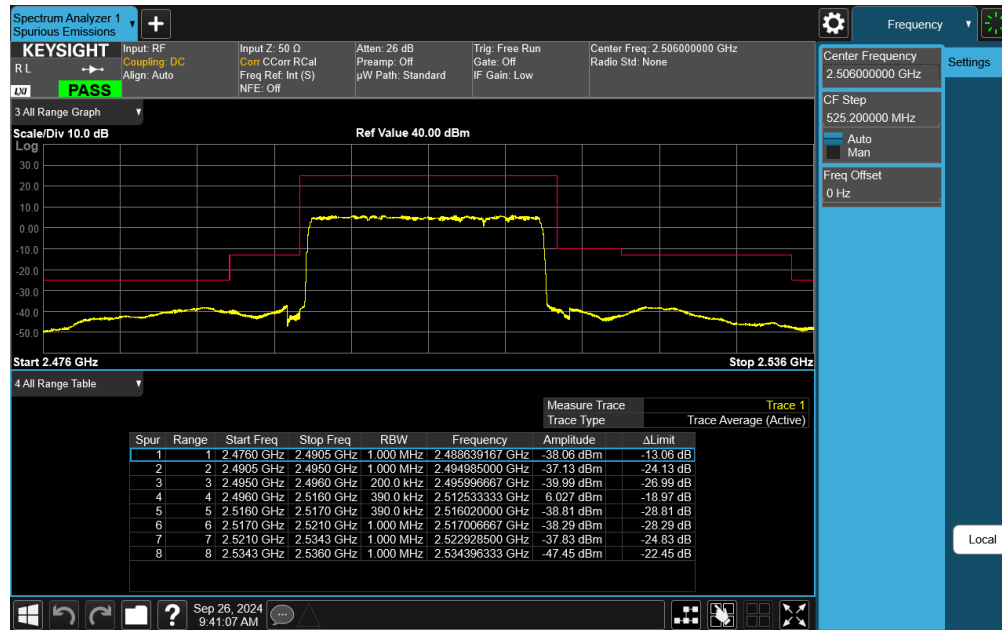 Spectrum Analyzer 1
Spurious Emissions
KEYSIGHT
R L
LXI
PASS
Input: RF
Coupling: DC
Align: Auto
Input Z: 50 Ω
Corr CCorr RCal
Freq Ref: Int (S)
NFE: Off
Atten: 26 dB
Preamp: Off
µW Path: Standard
Trig: Free Run
Gate: Off
IF Gain: Low
Center Freq: 2.506000000 GHz
Radio Std: None
Frequency
Center Frequency
2.506000000 GHz
CF Step
525.200000 MHz
Auto
Man
Freq Offset
0 Hz
Settings
Local
3 All Range Graph
Scale/Div 10.0 dB
Ref Value 40.00 dBm
Log
30.0
20.0
10.0
0.00
-10.0
-20.0
-30.0
-40.0
-50.0
Start 2.476 GHz
Stop 2.536 GHz
4 All Range Table
Measure Trace Trace 1
Trace Type Trace Average (Active)
Spur Range Start Freq Stop Freq RBW Frequency Amplitude ΔLimit
1 1 2.4760 GHz 2.4905 GHz 1.000 MHz 2.488639167 GHz -38.06 dBm -13.06 dB
2 2 2.4905 GHz 2.4950 GHz 1.000 MHz 2.494985000 GHz -37.13 dBm -24.13 dB
3 3 2.4950 GHz 2.4960 GHz 200.0 kHz 2.495996667 GHz -39.99 dBm -26.99 dB
4 4 2.4960 GHz 2.5160 GHz 390.0 kHz 2.512533333 GHz 6.027 dBm -18.97 dB
5 5 2.5160 GHz 2.5170 GHz 390.0 kHz 2.516020000 GHz -38.81 dBm -28.81 dB
6 6 2.5170 GHz 2.5210 GHz 1.000 MHz 2.517006667 GHz -38.29 dBm -28.29 dB
7 7 2.5210 GHz 2.5343 GHz 1.000 MHz 2.522928500 GHz -37.83 dBm -24.83 dB
8 8 2.5343 GHz 2.5360 GHz 1.000 MHz 2.534396333 GHz -47.45 dBm -22.45 dB
Sep 26, 2024
9:41:07 AM